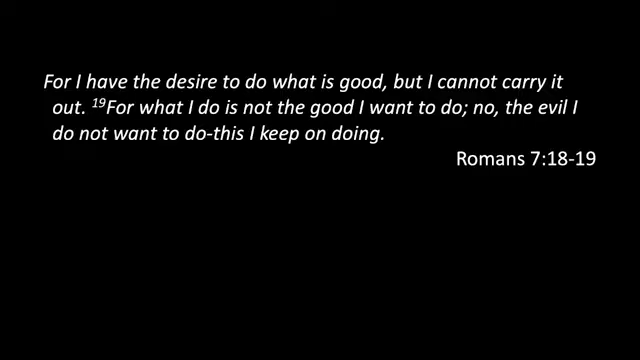 For I have the desire to do what is good, but I cannot carry it
out. ¹⁹For what I do is not the good I want to do; no, the evil I
do not want to do-this I keep on doing.
Romans 7:18-19